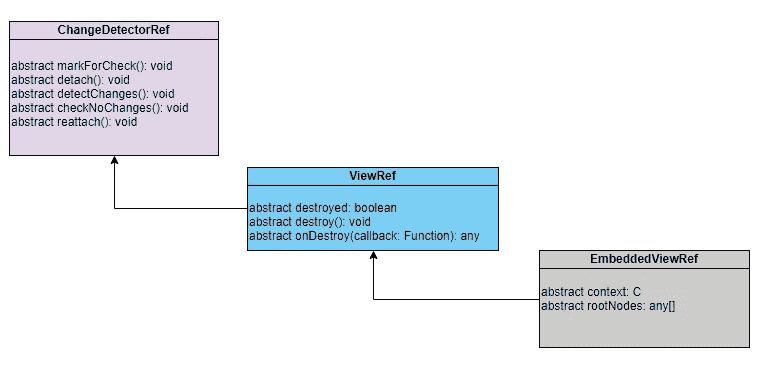 ChangeDetectorRef
abstract markForCheck(): void
abstract detach(): void
abstract detectChanges(): void
abstract checkNoChanges(): void
abstract reattach(): void
ViewRef
abstract destroyed: boolean
abstract destroy(): void
abstract onDestroy(callback: Function): any
EmbeddedViewRef
abstract context: C
abstract rootNodes: any[]